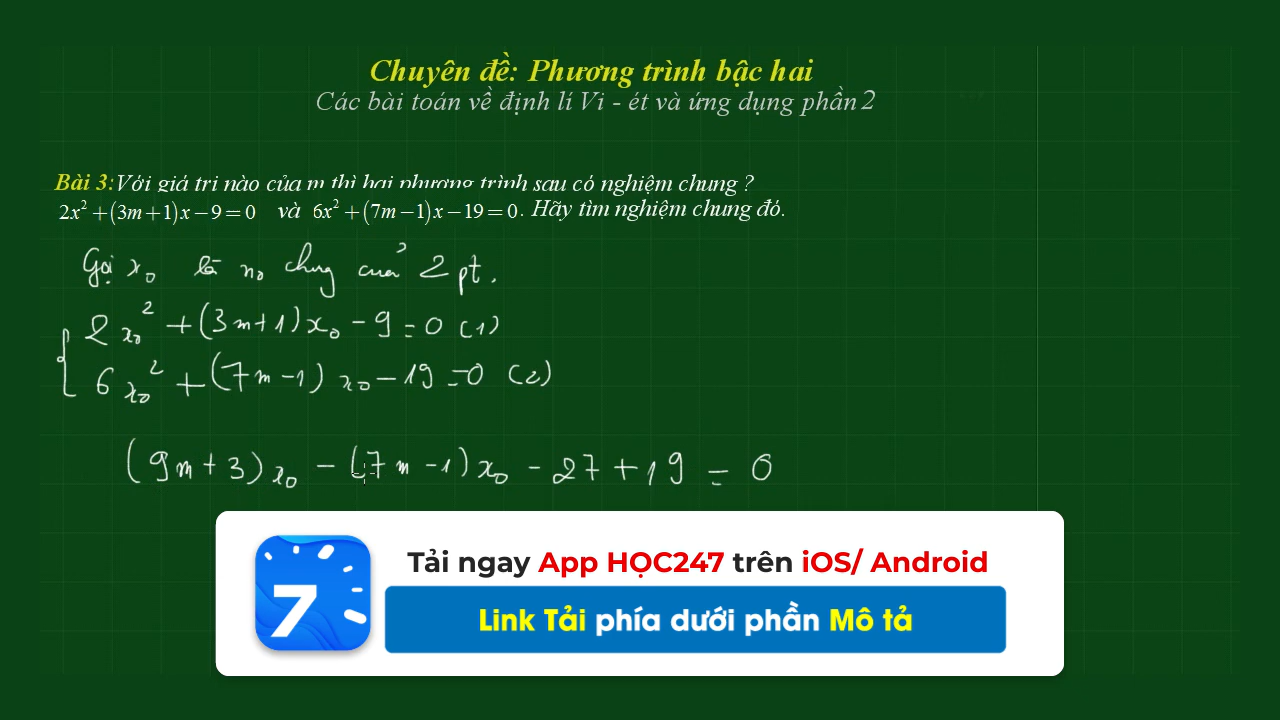 Chuyên đề: Phương trình bậc hai
Các bài toán về định lí Vi - ét và ứng dụng phần 2
Bài 3: Với giá trị nào của m thì hai phương trình sau có nghiệm chung ?
2x² + (3m + 1)x − 9 = 0 và 6x² + (7m − 1)x − 19 = 0. Hãy tìm nghiệm chung đó.
Gọi x₀ là no chung của 2 pt.
2x₀² + (3m+1)x₀ - 9 = 0 (1)
6x₀² + (7m-1)x₀ - 19 = 0 (2)
(9m+3)x₀ - (7m-1)x₀ - 27 + 19 = 0
7
Tải ngay App HỌC247 trên iOS/ Android
Link Tải phía dưới phần Mô tả